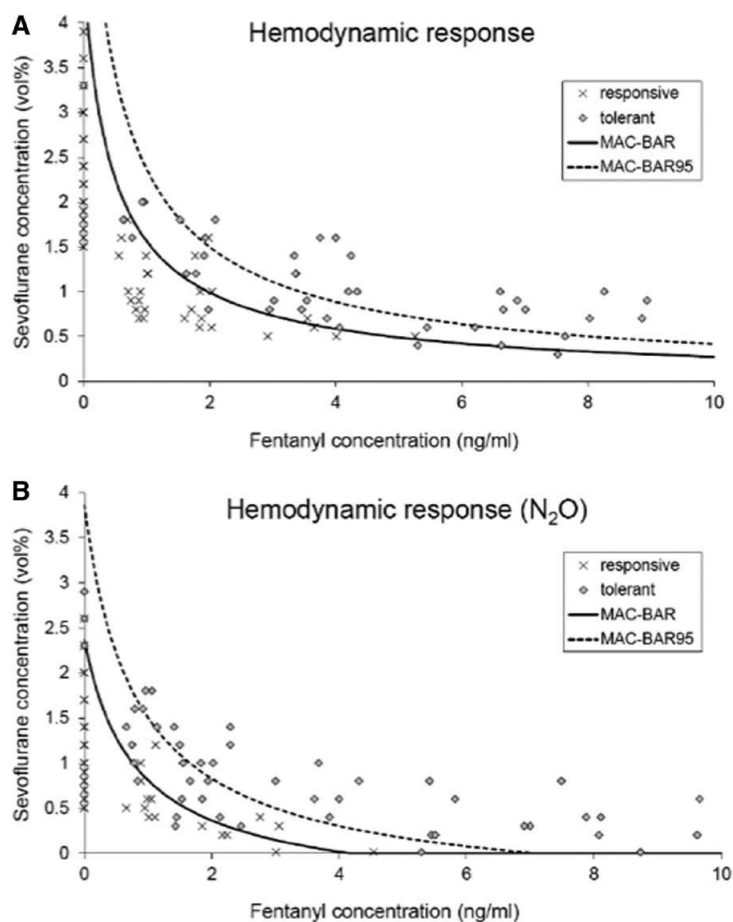 A
Hemodynamic response
Sevoflurane concentration (vol%)
4
3.5
3
2.5
2
1.5
1
0.5
0
responsive
tolerant
MAC-BAR
MAC-BAR95
0 2 4 6 8 10
Fentanyl concentration (ng/ml)
B
Hemodynamic response (N₂O)
Sevoflurane concentration (vol%)
4
3.5
3
2.5
2
1.5
1
0.5
0
responsive
tolerant
MAC-BAR
MAC-BAR95
0 2 4 6 8 10
Fentanyl concentration (ng/ml)